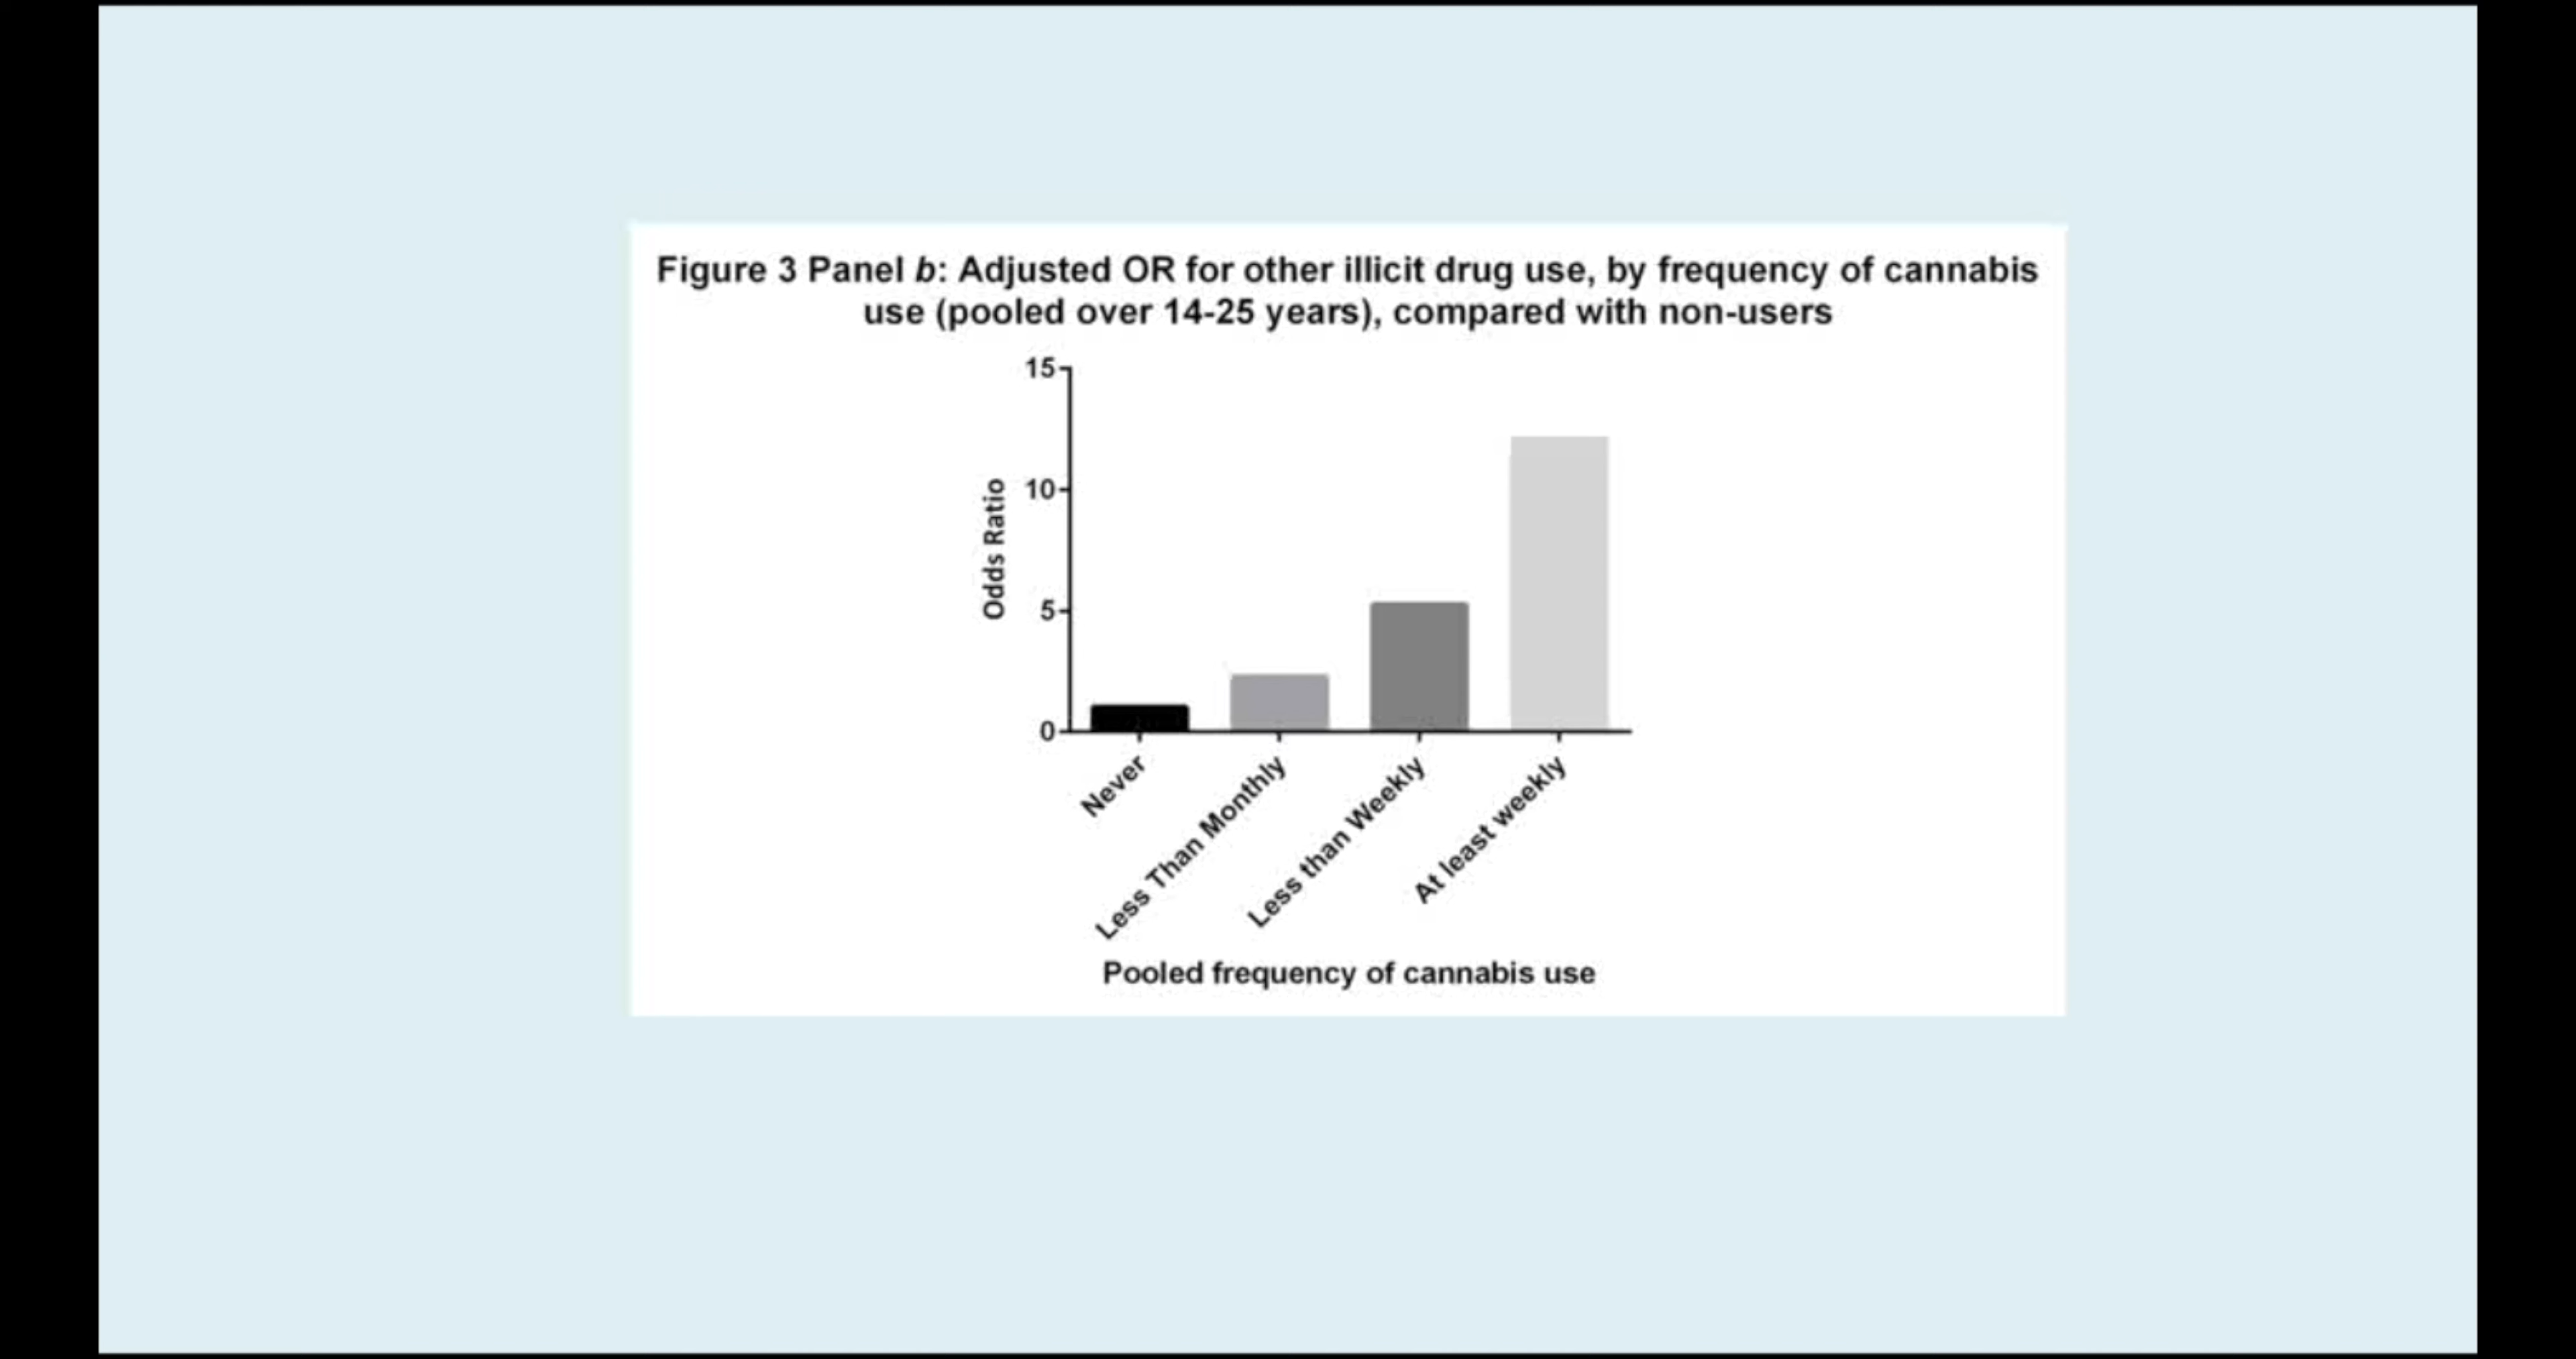 Figure 3 Panel b: Adjusted OR for other illicit drug use, by frequency of cannabis
use (pooled over 14-25 years), compared with non-users
15
10
5
0
Odds Ratio
Never
Less Than Monthly
Less than Weekly
At least weekly
Pooled frequency of cannabis use